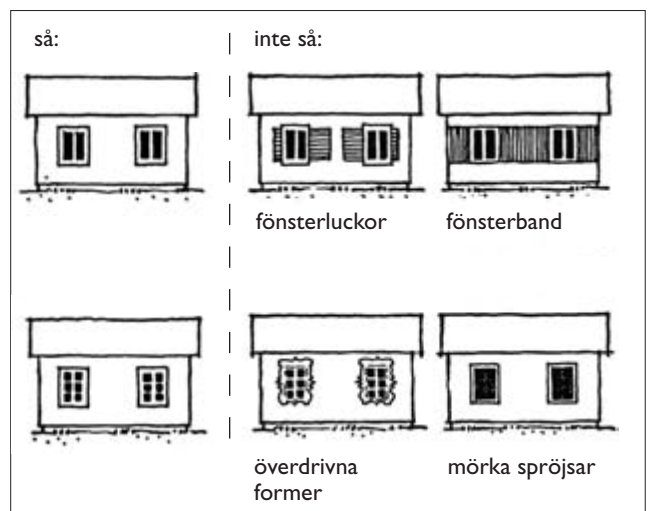 så:
inte så:
fönsterluckor
fönsterband
överdrivna
former
mörka spröjsar